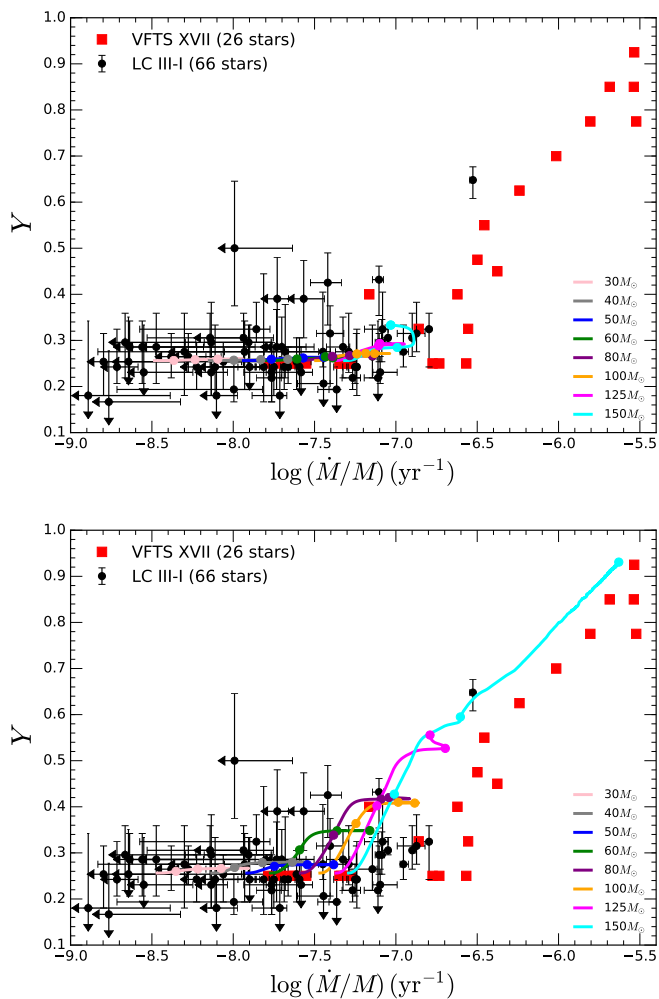 1.0
0.9
0.8
0.7
0.6
0.5
0.4
0.3
0.2
0.1
Y
VFTS XVII (26 stars)
LC III-I (66 stars)
30M⊙
40M⊙
50M⊙
60M⊙
80M⊙
100M⊙
125M⊙
150M⊙
−9.0 −8.5 −8.0 −7.5 −7.0 −6.5 −6.0 −5.5
log (Ṁ/M) (yr⁻¹)
1.0
0.9
0.8
0.7
0.6
0.5
0.4
0.3
0.2
0.1
Y
VFTS XVII (26 stars)
LC III-I (66 stars)
30M⊙
40M⊙
50M⊙
60M⊙
80M⊙
100M⊙
125M⊙
150M⊙
−9.0 −8.5 −8.0 −7.5 −7.0 −6.5 −6.0 −5.5
log (Ṁ/M) (yr⁻¹)